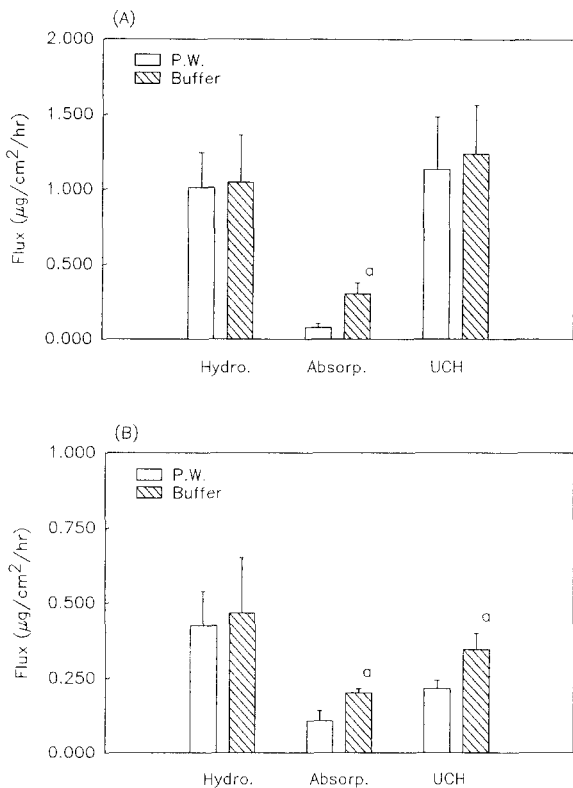 (A)
2.000
1.500
1.000
0.500
0.000
Flux (μg/cm²/hr)
P.W.
Buffer
a
Hydro. Absorp. UCH
(B)
1.000
0.750
0.500
0.250
0.000
Flux (μg/cm²/hr)
P.W.
Buffer
a
a
Hydro. Absorp. UCH